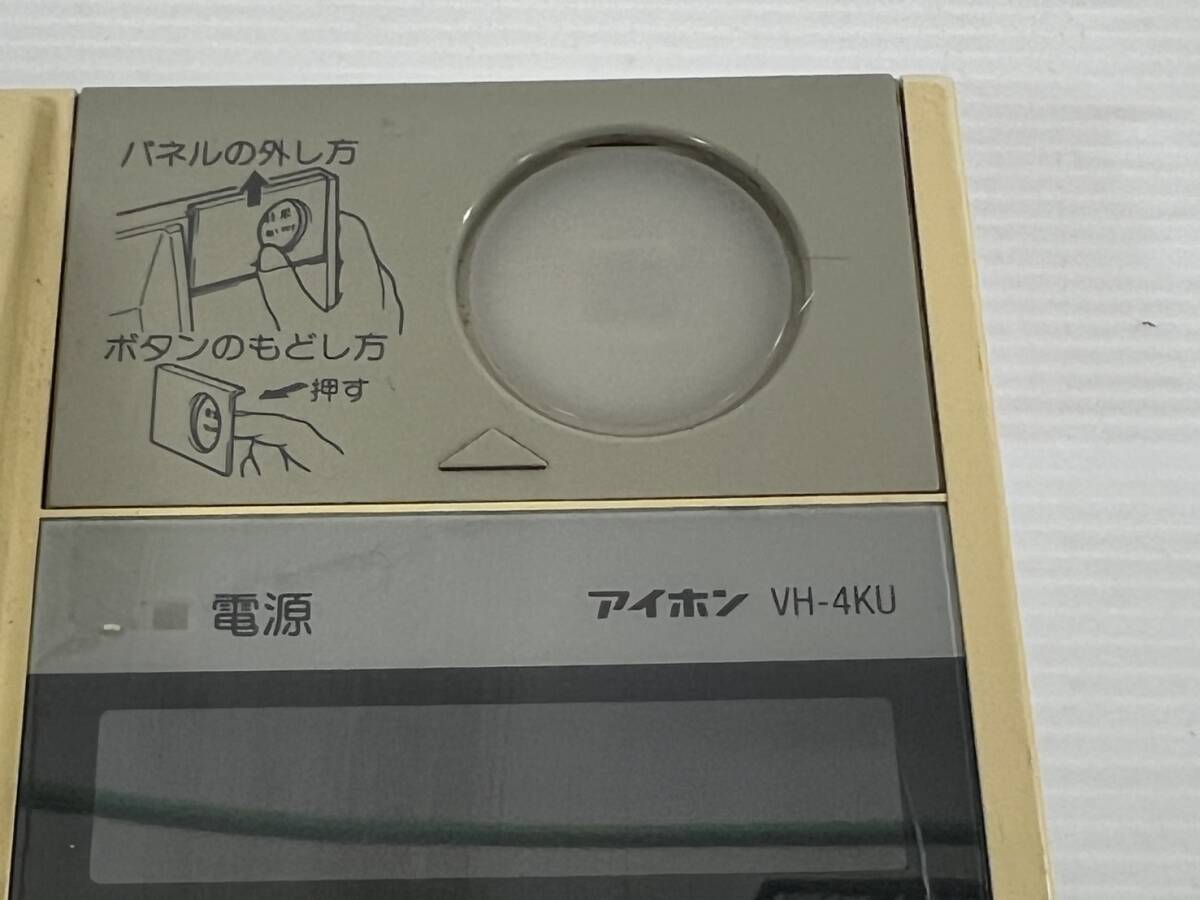 パネルの外し方
ボタンのもどし方
押す
電源
アイホン VH-4KU